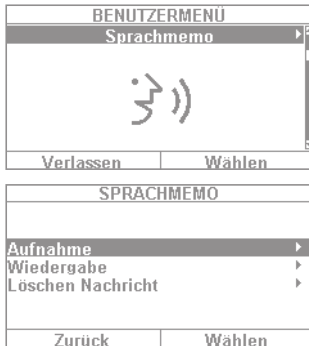 BENUTZERMENÜ
Sprachmemo
Verlassen Wählen
SPRACHMEMO
Aufnahme
Wiedergabe
Löschen Nachricht
Zurück Wählen